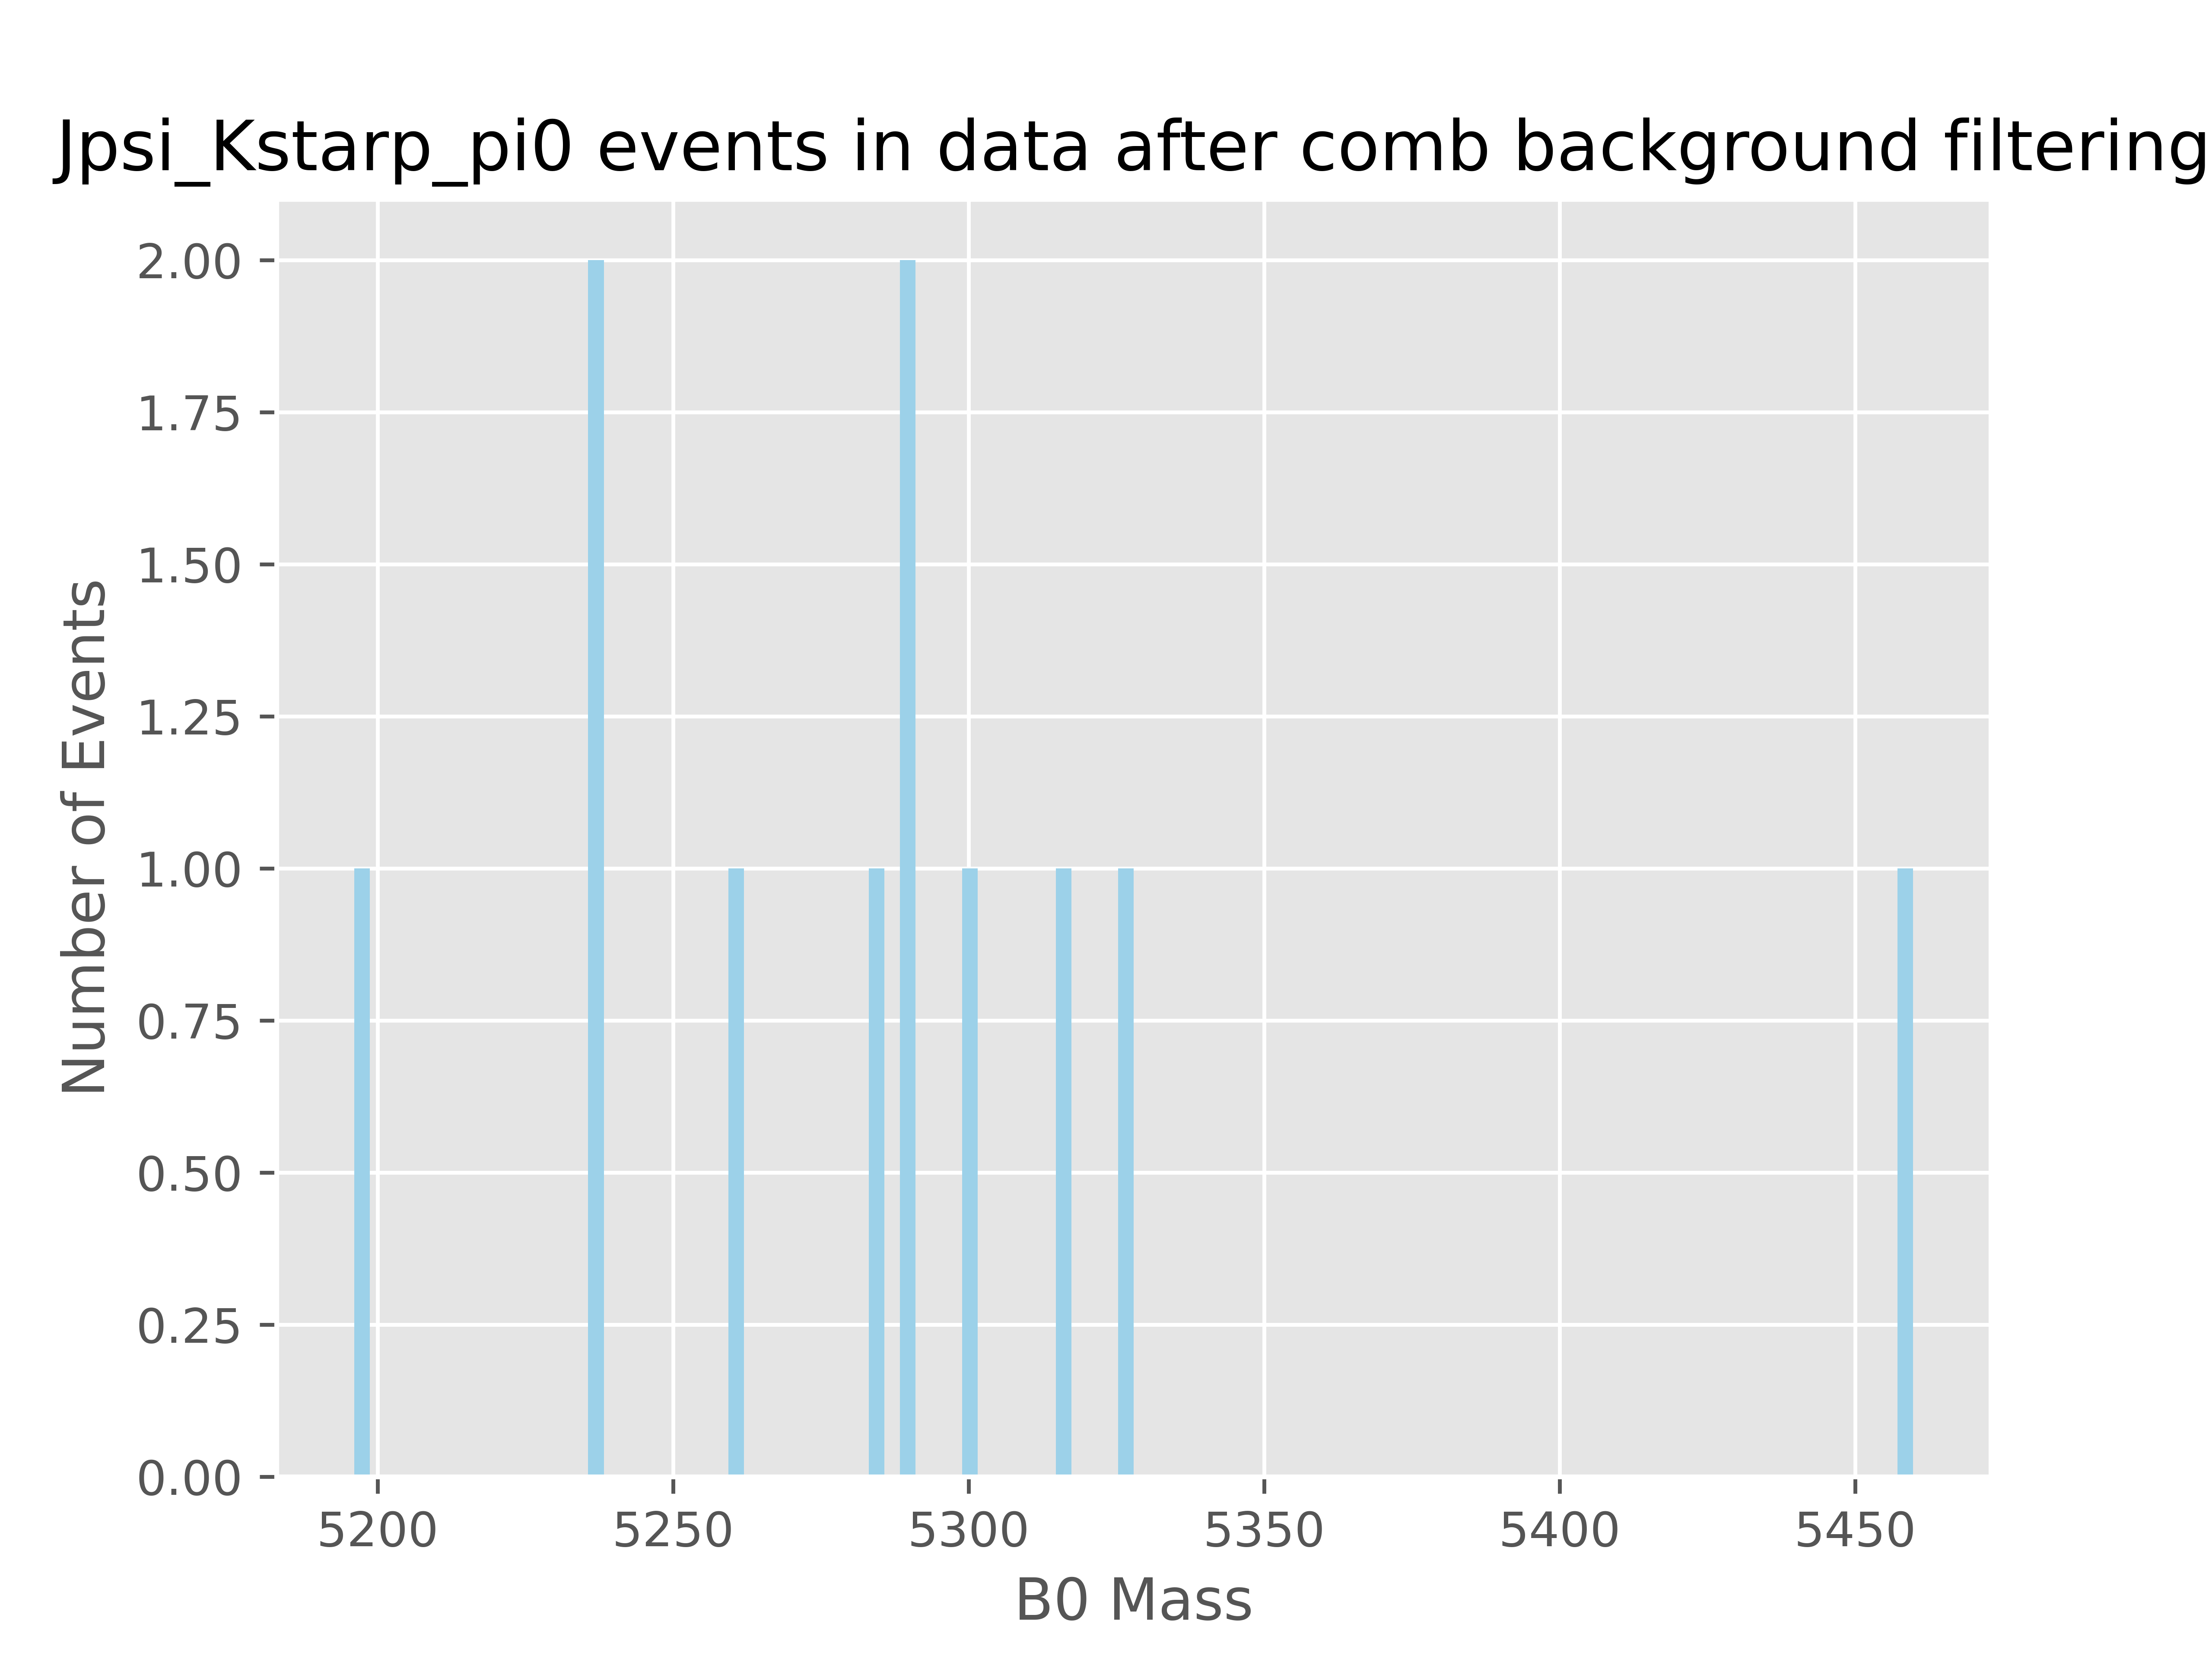 Jpsi_Kstarp_pi0 events in data after comb background filtering
2.00
1.75
1.50
1.25
1.00
0.75
0.50
0.25
0.00
Number of Events
5200 5250 5300 5350 5400 5450
B0 Mass